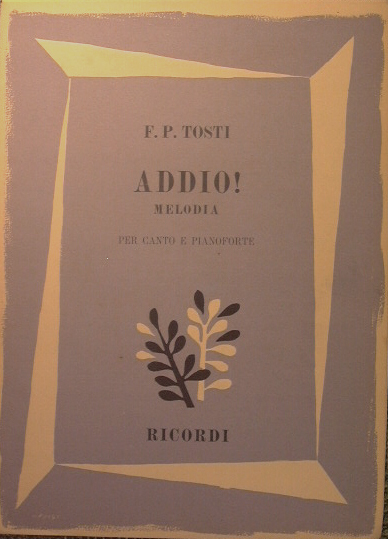 F. P. TOSTI
ADDIO!
MELODIA
PER CANTO E PIANOFORTE
RICORDI